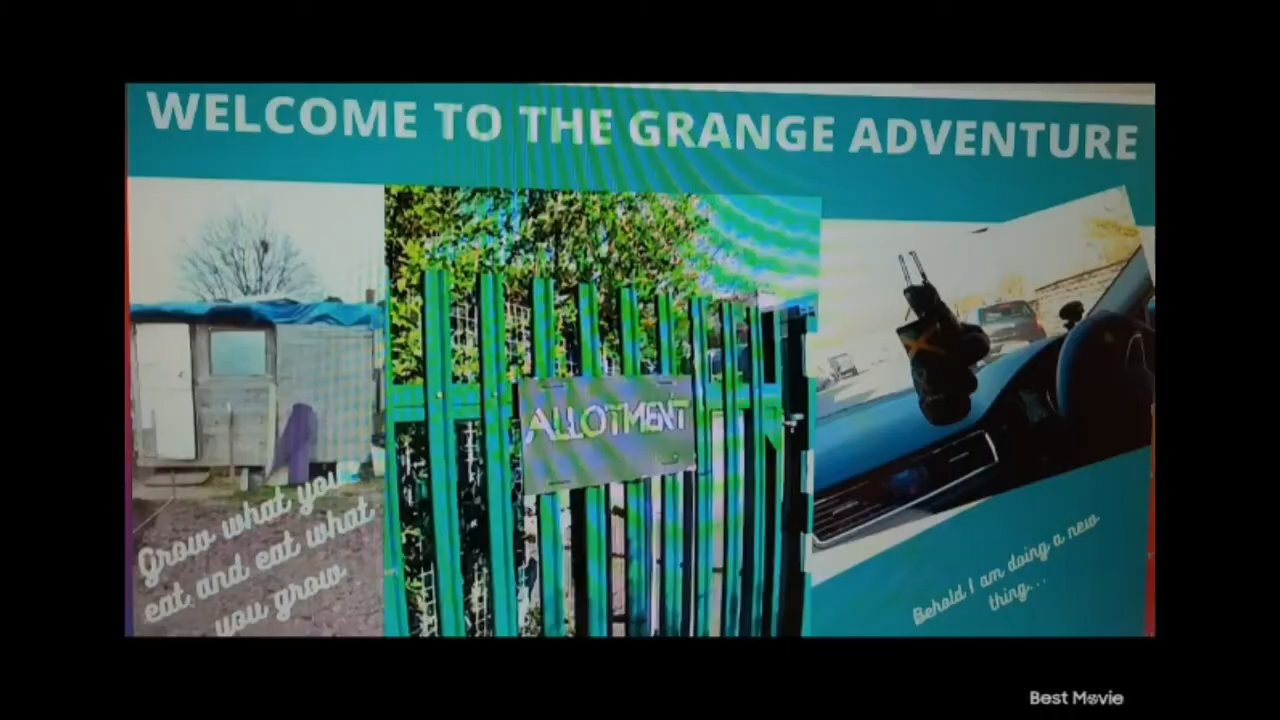 WELCOME TO THE GRANGE ADVENTURE
ALLOTMENT
Grow what you
eat and eat what
you grow
Behold I am doing a new
thing...
Best Movie